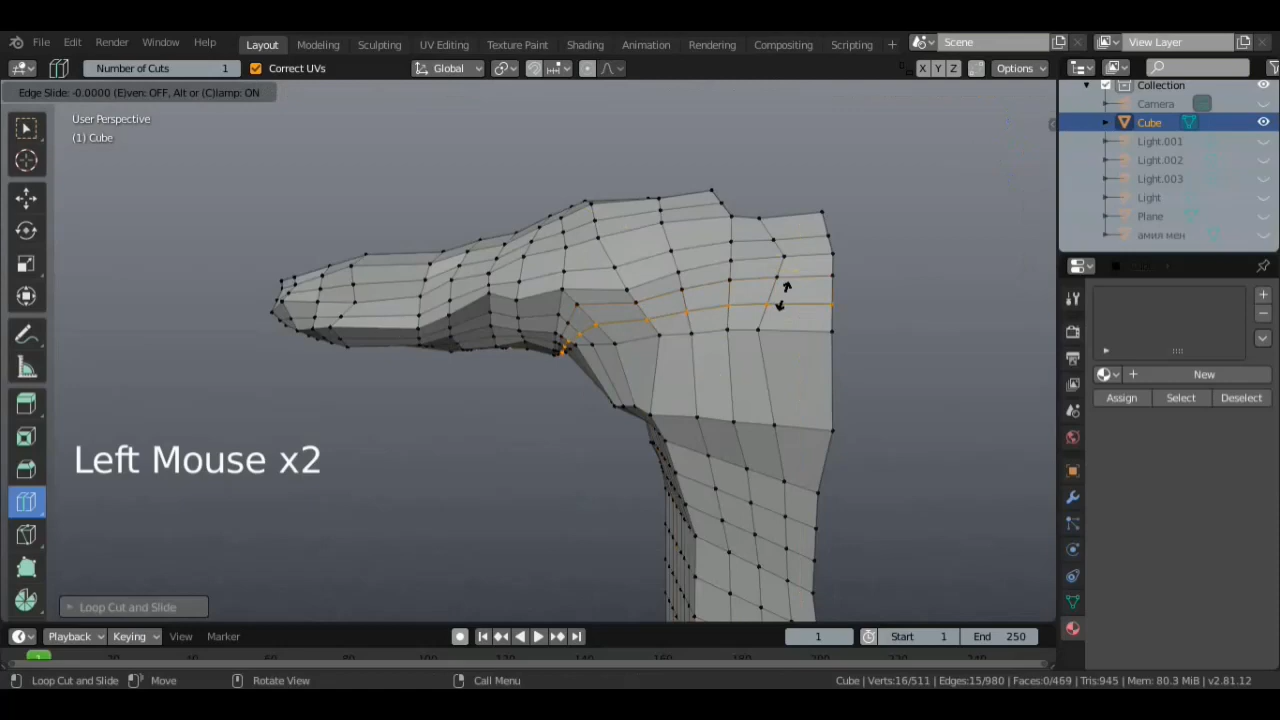 File Edit Render Window Help Layout Modeling Sculpting UV Editing Texture Paint Shading Animation Rendering Compositing Scripting + Scene View Layer
Number of Cuts 1 Correct UVs Global X Y Z Options
Edge Slide: -0.0000 (E)ven: OFF, Alt or (C)lamp: ON
User Perspective
(1) Cube
Collection
Camera
Cube
Light.001
Light.002
Light.003
Light
Plane
амия мен
New
Assign Select Deselect
Left Mouse x2
Loop Cut and Slide
Playback Keying View Marker 1 Start 1 End 250
1
Loop Cut and Slide Move Rotate View Call Menu Cube | Verts:16/511 | Edges:15/980 | Faces:0/469 | Tris:945 | Mem: 80.3 MiB | v2.81.12